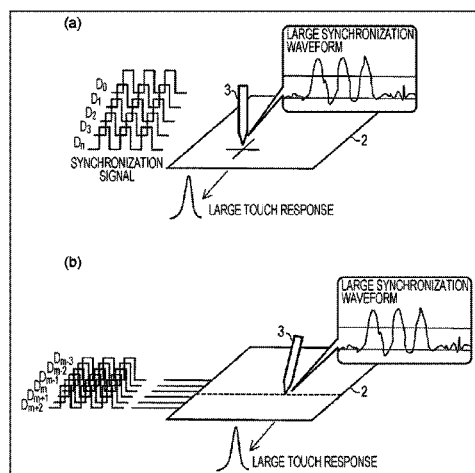 (a)
LARGE SYNCHRONIZATION
WAVEFORM
3
D0
D1
D2
D3
Dn
SYNCHRONIZATION
SIGNAL
2
LARGE TOUCH RESPONSE
(b)
LARGE SYNCHRONIZATION
WAVEFORM
3
Dm-3
Dm-2
Dm-1
Dm
Dm+1
Dm+2
2
LARGE TOUCH RESPONSE